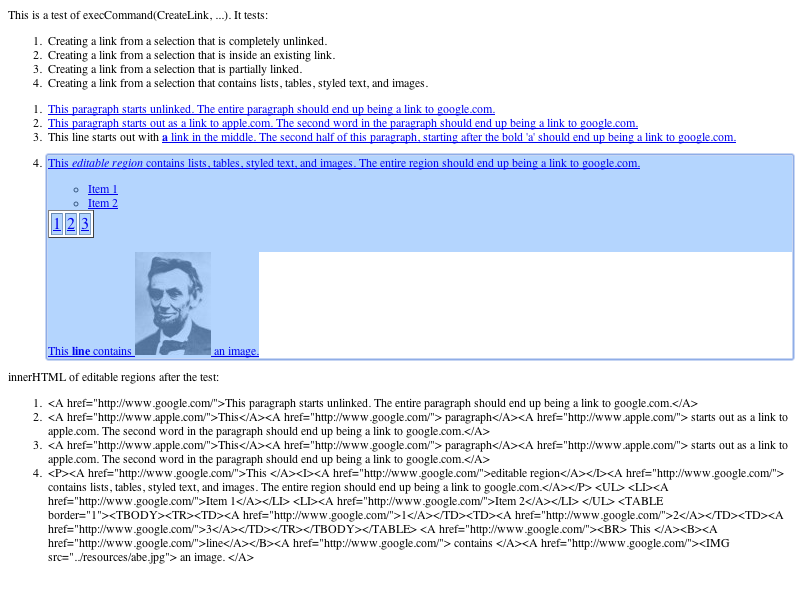 This is a test of execCommand(CreateLink, ...). It tests:
1. Creating a link from a selection that is completely unlinked.
2. Creating a link from a selection that is inside an existing link.
3. Creating a link from a selection that is partially linked.
4. Creating a link from a selection that contains lists, tables, styled text, and images.
1. This paragraph starts unlinked. The entire paragraph should end up being a link to google.com.
2. This paragraph starts out as a link to apple.com. The second word in the paragraph should end up being a link to google.com.
3. This line starts out with a link in the middle. The second half of this paragraph, starting after the bold 'a' should end up being a link to google.com.
4. This editable region contains lists, tables, styled text, and images. The entire region should end up being a link to google.com.
Item 1
Item 2
1 2 3
This line contains an image.
innerHTML of editable regions after the test:
1. <A href="http://www.google.com/">This paragraph starts unlinked. The entire paragraph should end up being a link to google.com.</A>
2. <A href="http://www.apple.com/">This</A><A href="http://www.google.com/"> paragraph</A><A href="http://www.apple.com/"> starts out as a link to
apple.com. The second word in the paragraph should end up being a link to google.com.</A>
3. <A href="http://www.apple.com/">This</A><A href="http://www.google.com/"> paragraph</A><A href="http://www.apple.com/"> starts out as a link to
apple.com. The second word in the paragraph should end up being a link to google.com.</A>
4. <P><A href="http://www.google.com/">This </A><I><A href="http://www.google.com/">editable region</A></I><A href="http://www.google.com/">
contains lists, tables, styled text, and images. The entire region should end up being a link to google.com.</A></P> <UL> <LI><A
href="http://www.google.com/">Item 1</A></LI> <LI><A href="http://www.google.com/">Item 2</A></LI> </UL> <TABLE
border="1"><TBODY><TR><TD><A href="http://www.google.com/">1</A></TD><TD><A href="http://www.google.com/">2</A></TD><TD><A
href="http://www.google.com/">3</A></TD></TR></TBODY></TABLE> <A href="http://www.google.com/"><BR> This </A><B><A
href="http://www.google.com/">line</A></B><A href="http://www.google.com/"> contains </A><A href="http://www.google.com/"><IMG
src="../resources/abe.jpg"> an image. </A>